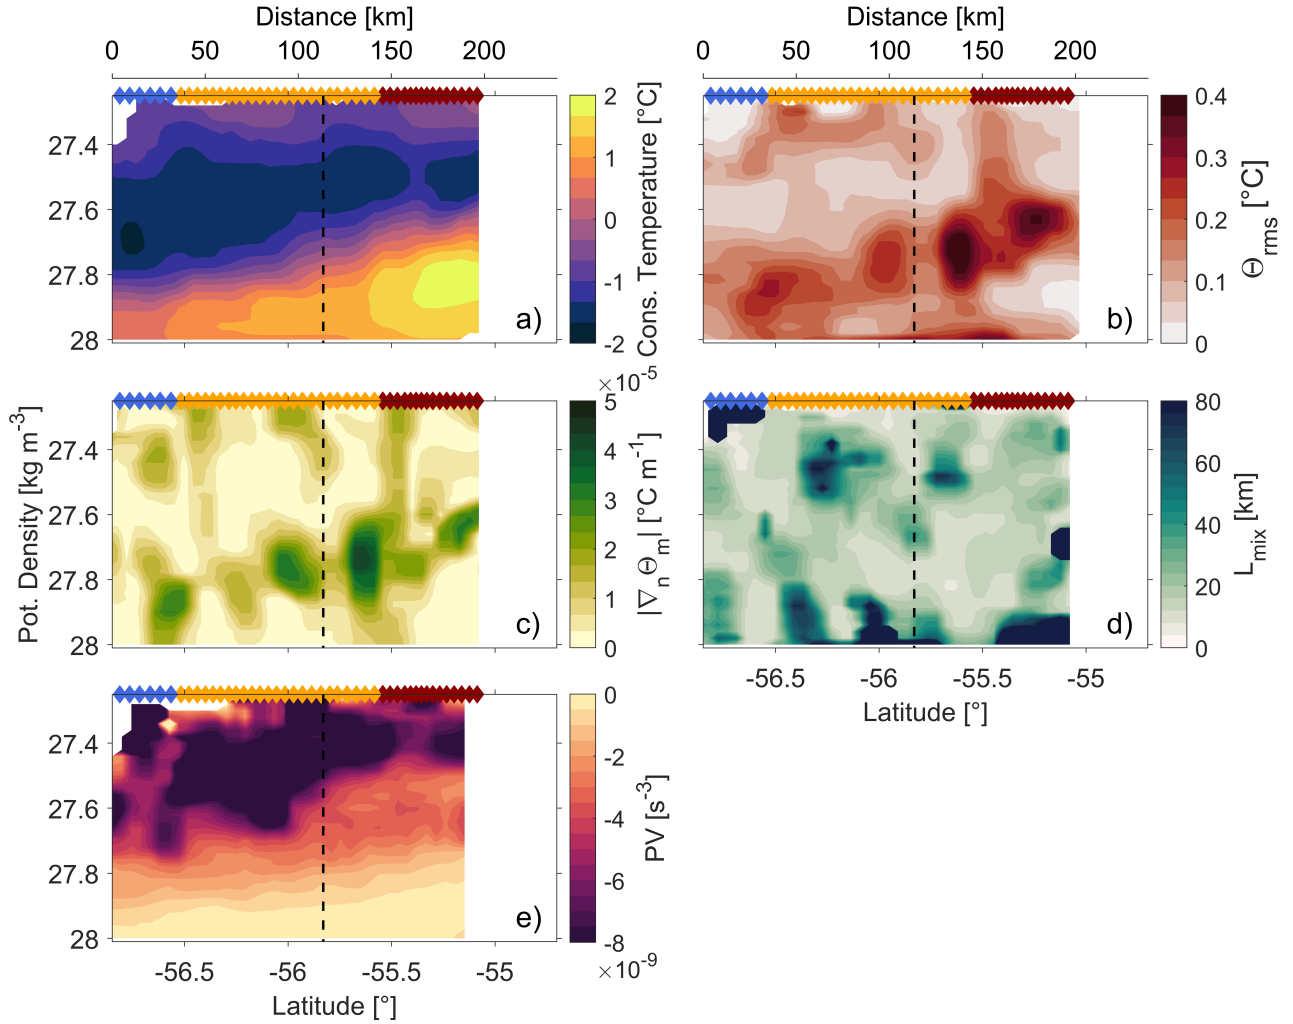 Distance [km]
0 50 100 150 200
Distance [km]
0 50 100 150 200
27.4
27.6
27.8
28
a)
2
1
0
-1
-2
Cons. Temperature [°C]
b)
0.4
0.3
0.2
0.1
0
Θrms [°C]
Pot. Density [kg m-3]
27.4
27.6
27.8
28
c)
×10-5
5
4
3
2
1
0
|∇nΘm| [°C m-1]
d)
80
60
40
20
0
Lmix [km]
-56.5 -56 -55.5 -55
Latitude [°]
27.4
27.6
27.8
28
e)
0
-2
-4
-6
-8
×10-9
PV [s-3]
-56.5 -56 -55.5 -55
Latitude [°]